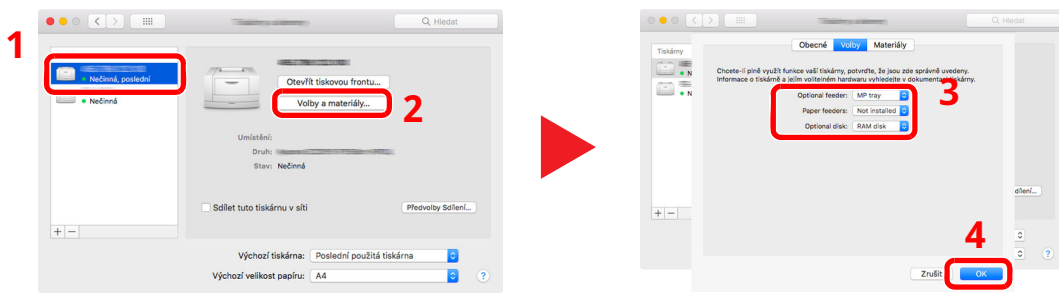 1
Hledat
Nečinná, poslední
Nečinná
Otevřít tiskovou frontu...
Volby a materiály...
2
Umístění:
Druh:
Stav: Nečinná
Sdílet tuto tiskárnu v síti
Předvolby Sdílení...
+ −
Výchozí tiskárna: Poslední použitá tiskárna
Výchozí velikost papíru: A4
?
Hledat
Tiskárny
Obecné Volby Materiály
Chcete-li plně využít funkce vaší tiskárny, potvrďte, že jsou zde správně uvedeny.
Informace o tiskárně a jejím volitelném hardwaru vyhledejte v dokumentaci tiskárny.
Optional feeder: MP tray
Paper feeders: Not installed
Optional disk: RAM disk
3
N
N
dílení...
+ −
4
?
Zrušit OK